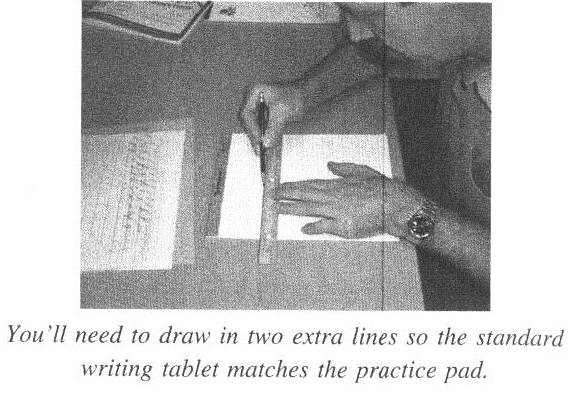 You'll need to draw in two extra lines so the standard
writing tablet matches the practice pad.